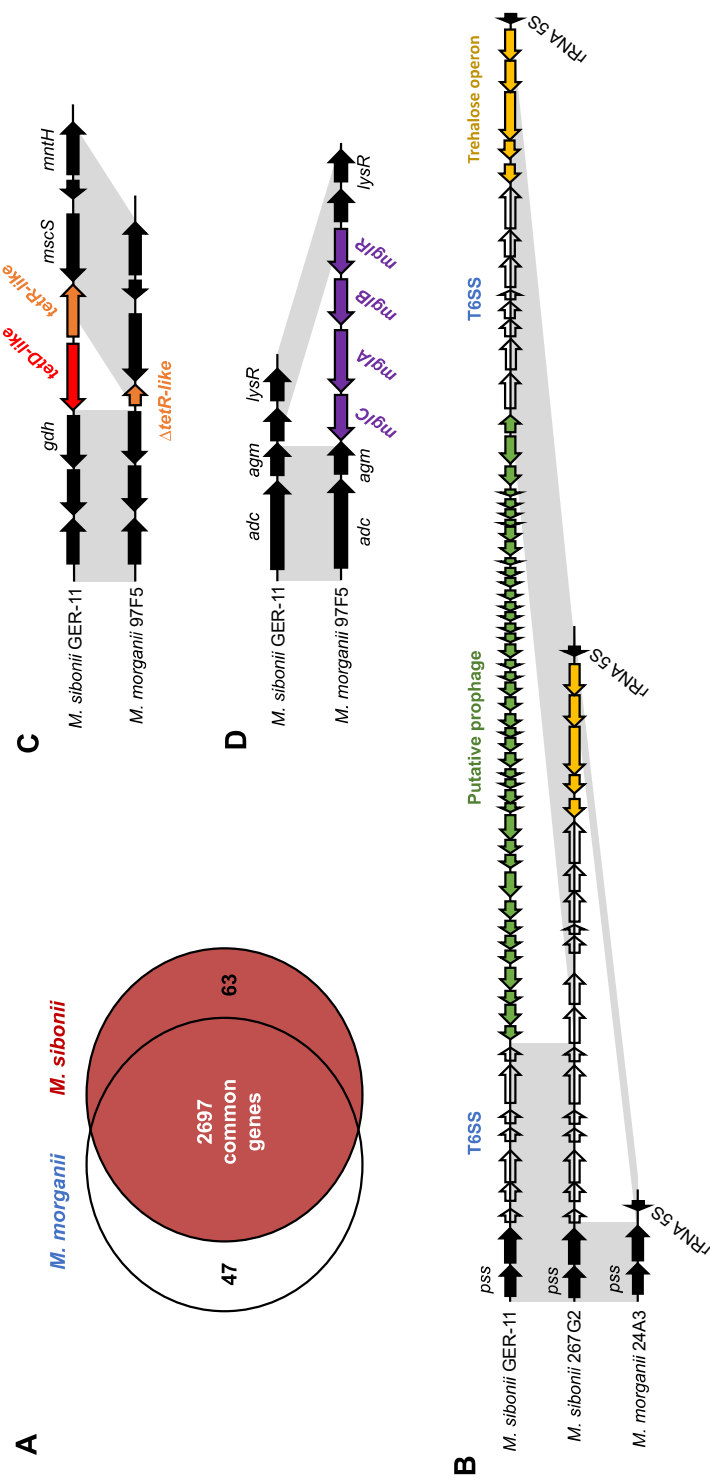 A
M. morganii
M. sibonii
47
2697
common
genes
63
C
gdh
tetD-like
tetR-like
mscS
mntH
M. sibonii GER-11
M. morganii 97F5
ΔtetR-like
D
adc
agm
lysR
M. sibonii GER-11
M. morganii 97F5
adc
agm
mglC
mglA
mglB
mglR
lysR
B
T6SS
Putative prophage
T6SS
Trehalose operon
pss
M. sibonii GER-11
rRNA 5S
pss
M. sibonii 267G2
rRNA 5S
pss
M. morganii 24A3
rRNA 5S